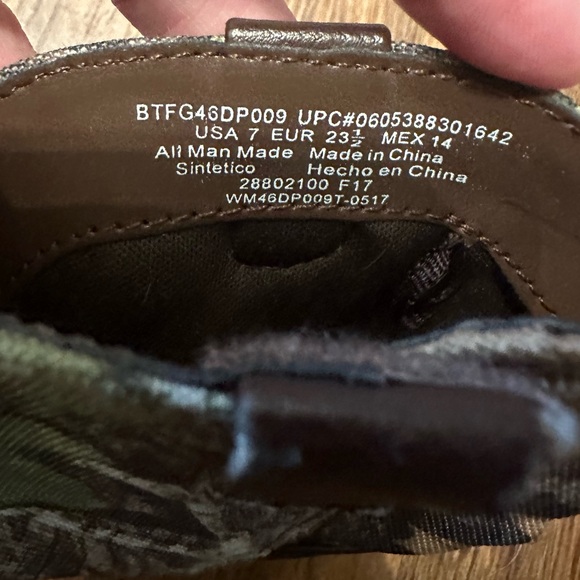 BTFG46DP009 UPC#0605388301642
USA 7 EUR 23½ MEX 14
All Man Made Made in China
Sintetico Hecho en China
28802100 F17
WM46DP009T-0517